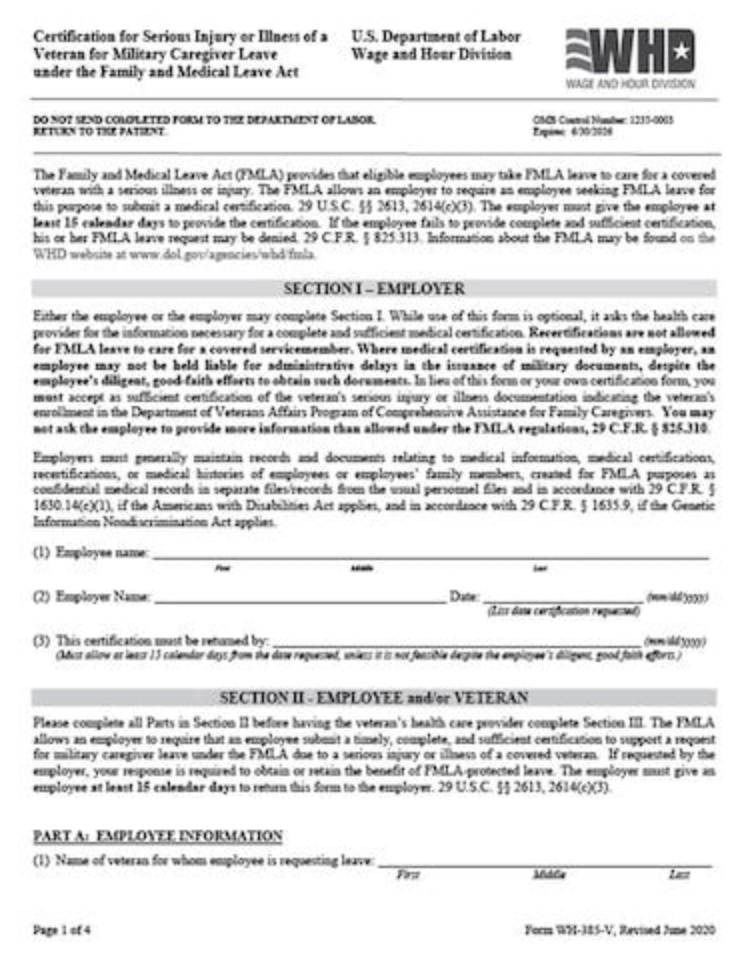 Certification for Serious Injury or Illness of a
Veteran for Military Caregiver Leave
under the Family and Medical Leave Act
U.S. Department of Labor
Wage and Hour Division
WHD
WAGE AND HOUR DIVISION
DO NOT SEND COMPLETED FORM TO THE DEPARTMENT OF LABOR.
RETURN TO THE PATIENT.
OMB Control Number: 1235-0003
Expires: 6/30/2026
The Family and Medical Leave Act (FMLA) provides that eligible employees may take FMLA leave to care for a covered
veteran with a serious illness or injury. The FMLA allows an employer to require an employee seeking FMLA leave for
this purpose to submit a medical certification. 29 U.S.C. §§ 2613, 2614(c)(3). The employer must give the employee at
least 15 calendar days to provide the certification. If the employee fails to provide complete and sufficient certification,
his or her FMLA leave request may be denied. 29 C.F.R. § 825.313. Information about the FMLA may be found on the
WHD website at www.dol.gov/agencies/whd/fmla.
SECTION I – EMPLOYER
Either the employee or the employer may complete Section I. While use of this form is optional, it asks the health care
provider for the information necessary for a complete and sufficient medical certification. Recertifications are not allowed
for FMLA leave to care for a covered servicemember. Where medical certification is requested by an employer, an
employee may not be held liable for administrative delays in the issuance of military documents, despite the
employee's diligent, good-faith efforts to obtain such documents. In lieu of this form or your own certification form, you
must accept as sufficient certification of the veteran's serious injury or illness documentation indicating the veteran's
enrollment in the Department of Veterans Affairs Program of Comprehensive Assistance for Family Caregivers. You may
not ask the employee to provide more information than allowed under the FMLA regulations, 29 C.F.R. § 825.310.
Employers must generally maintain records and documents relating to medical information, medical certifications,
recertifications, or medical histories of employees or employees' family members, created for FMLA purposes as
confidential medical records in separate files/records from the usual personnel files and in accordance with 29 C.F.R. §
1630.14(c)(1), if the Americans with Disabilities Act applies, and in accordance with 29 C.F.R. § 1635.9, if the Genetic
Information Nondiscrimination Act applies.
(1) Employee name:
First Middle Last
(2) Employer Name: Date: (mm/dd/yyyy)
(List date certification requested)
(3) This certification must be returned by: (mm/dd/yyyy)
(Must allow at least 15 calendar days from the date requested, unless it is not feasible despite the employee's diligent, good faith efforts.)
SECTION II - EMPLOYEE and/or VETERAN
Please complete all Parts in Section II before having the veteran's health care provider complete Section III. The FMLA
allows an employer to require that an employee submit a timely, complete, and sufficient certification to support a request
for military caregiver leave under the FMLA due to a serious injury or illness of a covered veteran. If requested by the
employer, your response is required to obtain or retain the benefit of FMLA-protected leave. The employer must give an
employee at least 15 calendar days to return this form to the employer. 29 U.S.C. §§ 2613, 2614(c)(3).
PART A: EMPLOYEE INFORMATION
(1) Name of veteran for whom employee is requesting leave:
First Middle Last
Page 1 of 4
Form WH-385-V, Revised June 2020